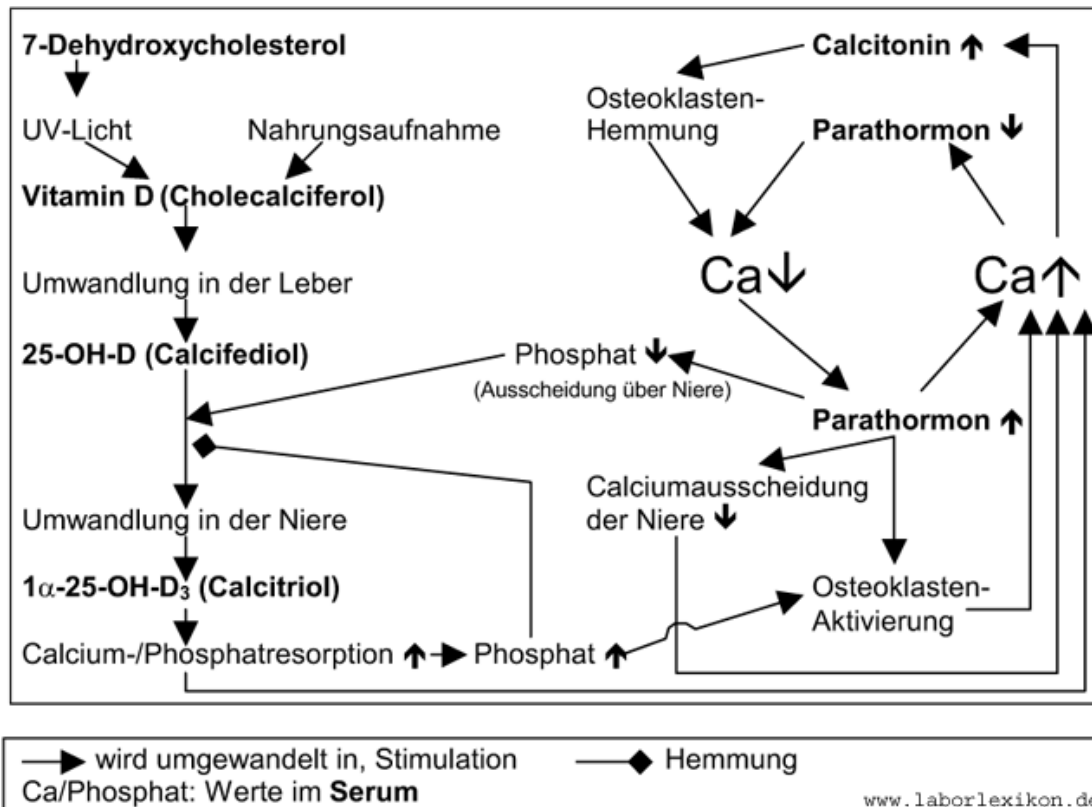 7-Dehydroxycholesterol
UV-Licht
Nahrungsaufnahme
Vitamin D (Cholecalciferol)
Umwandlung in der Leber
25-OH-D (Calcifediol)
Umwandlung in der Niere
1α-25-OH-D₃ (Calcitriol)
Calcium-/Phosphatresorption ↑
Phosphat ↑
Phosphat ↓
(Ausscheidung über Niere)
Calcitonin ↑
Osteoklasten-
Hemmung
Parathormon ↓
Ca↓
Ca↑
Parathormon ↑
Calciumausscheidung
der Niere ↓
Osteoklasten-
Aktivierung
wird umgewandelt in, Stimulation
Hemmung
Ca/Phosphat: Werte im Serum
www.laborlexikon.de